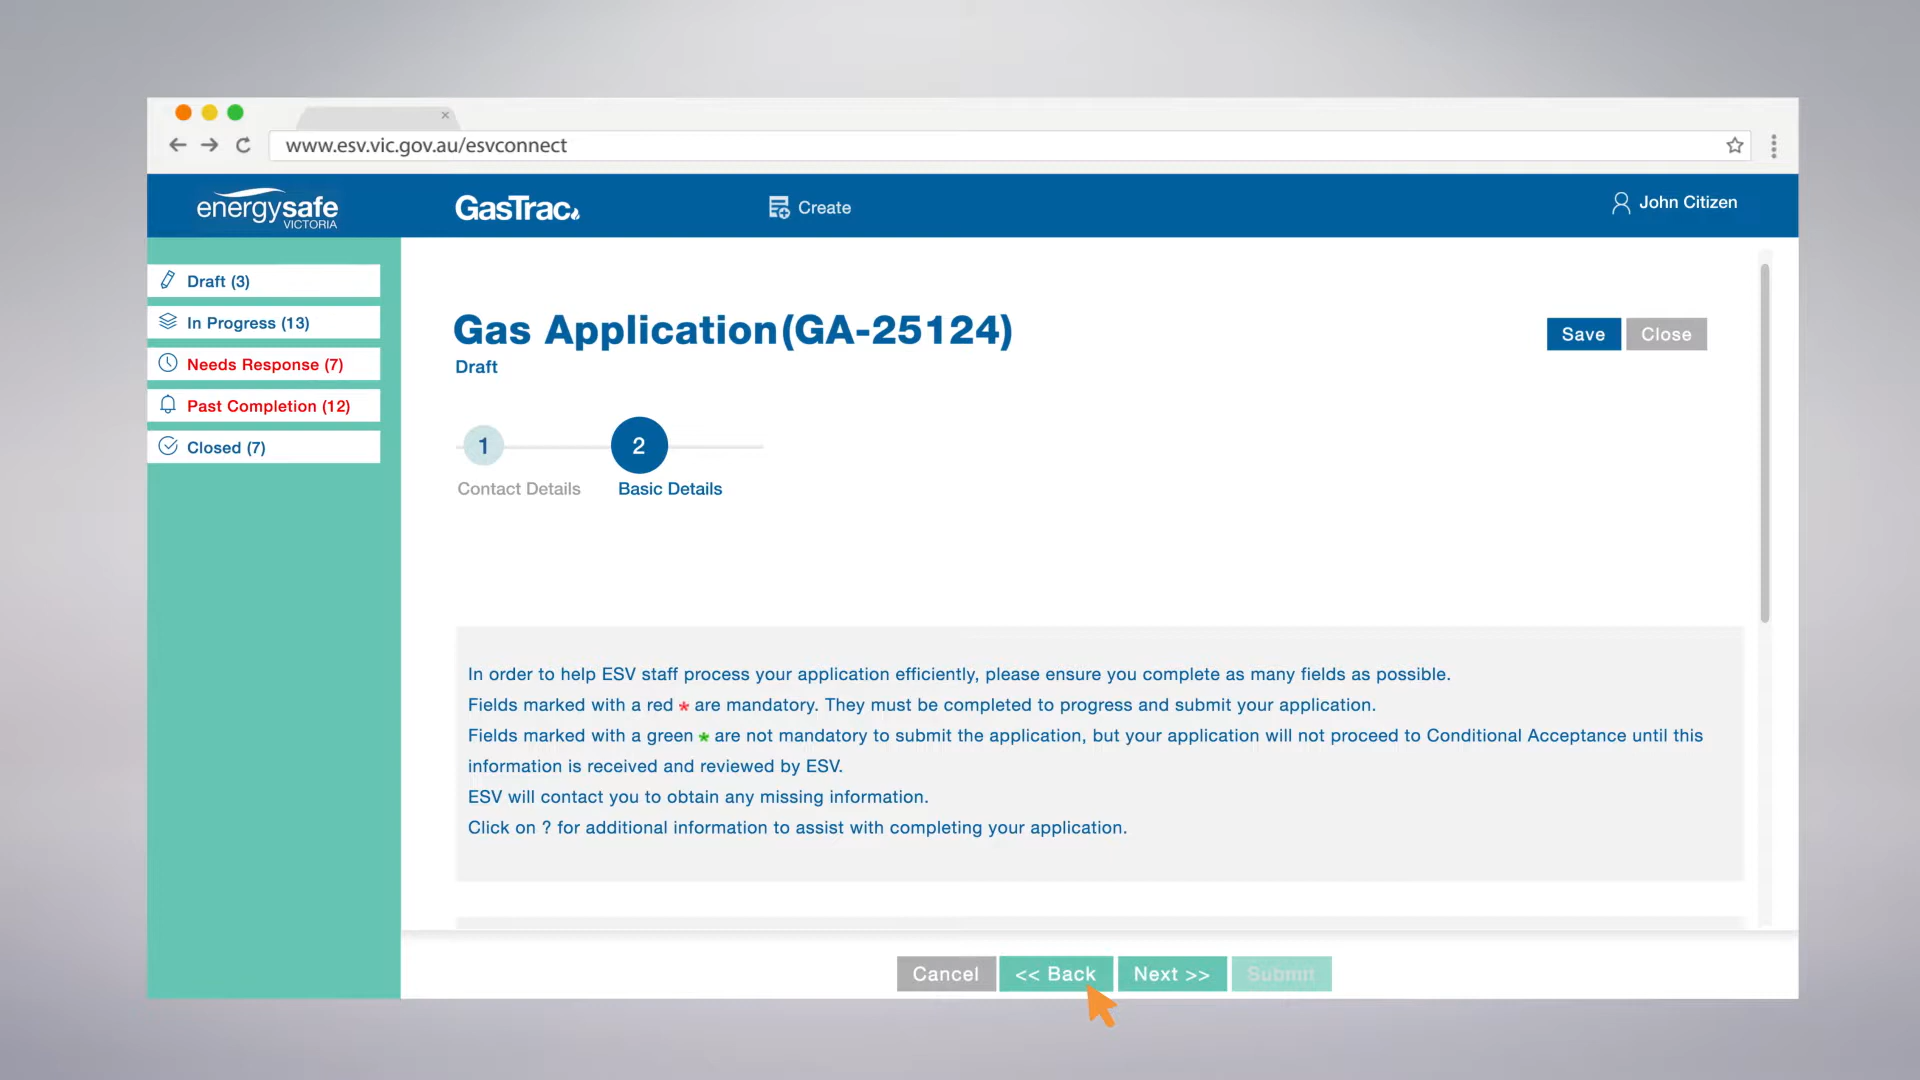 www.esv.vic.gov.au/esvconnect
energysafe
VICTORIA
GasTrac
Create
John Citizen
Draft (3)
In Progress (13)
Needs Response (7)
Past Completion (12)
Closed (7)
Gas Application(GA-25124)
Draft
Save
Close
1
2
Contact Details
Basic Details
In order to help ESV staff process your application efficiently, please ensure you complete as many fields as possible.
Fields marked with a red * are mandatory. They must be completed to progress and submit your application.
Fields marked with a green * are not mandatory to submit the application, but your application will not proceed to Conditional Acceptance until this
information is received and reviewed by ESV.
ESV will contact you to obtain any missing information.
Click on ? for additional information to assist with completing your application.
Cancel
<< Back
Next >>
Submit